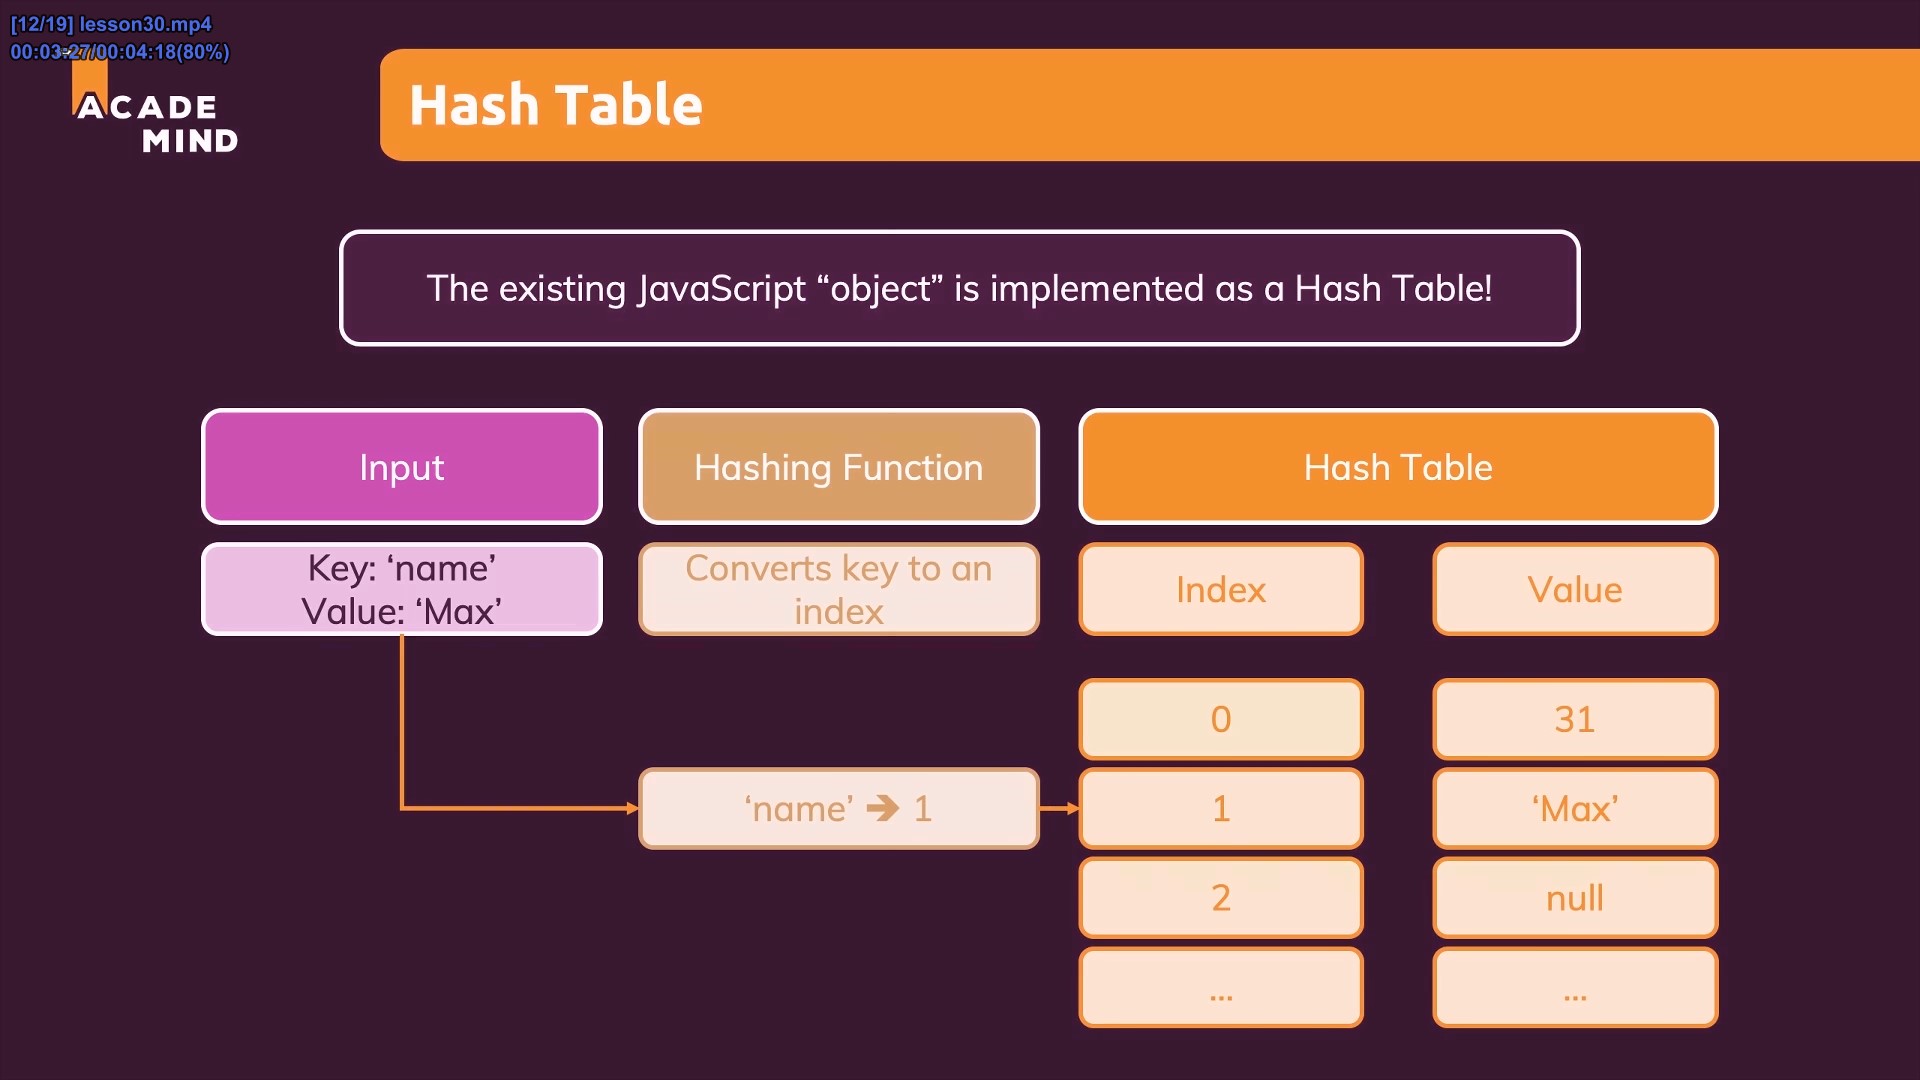 [12/19] lesson30.mp4
00:03:27/00:04:18(80%)
ACADE
MIND
Hash Table
The existing JavaScript “object” is implemented as a Hash Table!
Input
Hashing Function
Hash Table
Key: ‘name’
Value: ‘Max’
Converts key to an
index
Index
Value
0
31
‘name’ ➔ 1
1
‘Max’
2
null
...
...